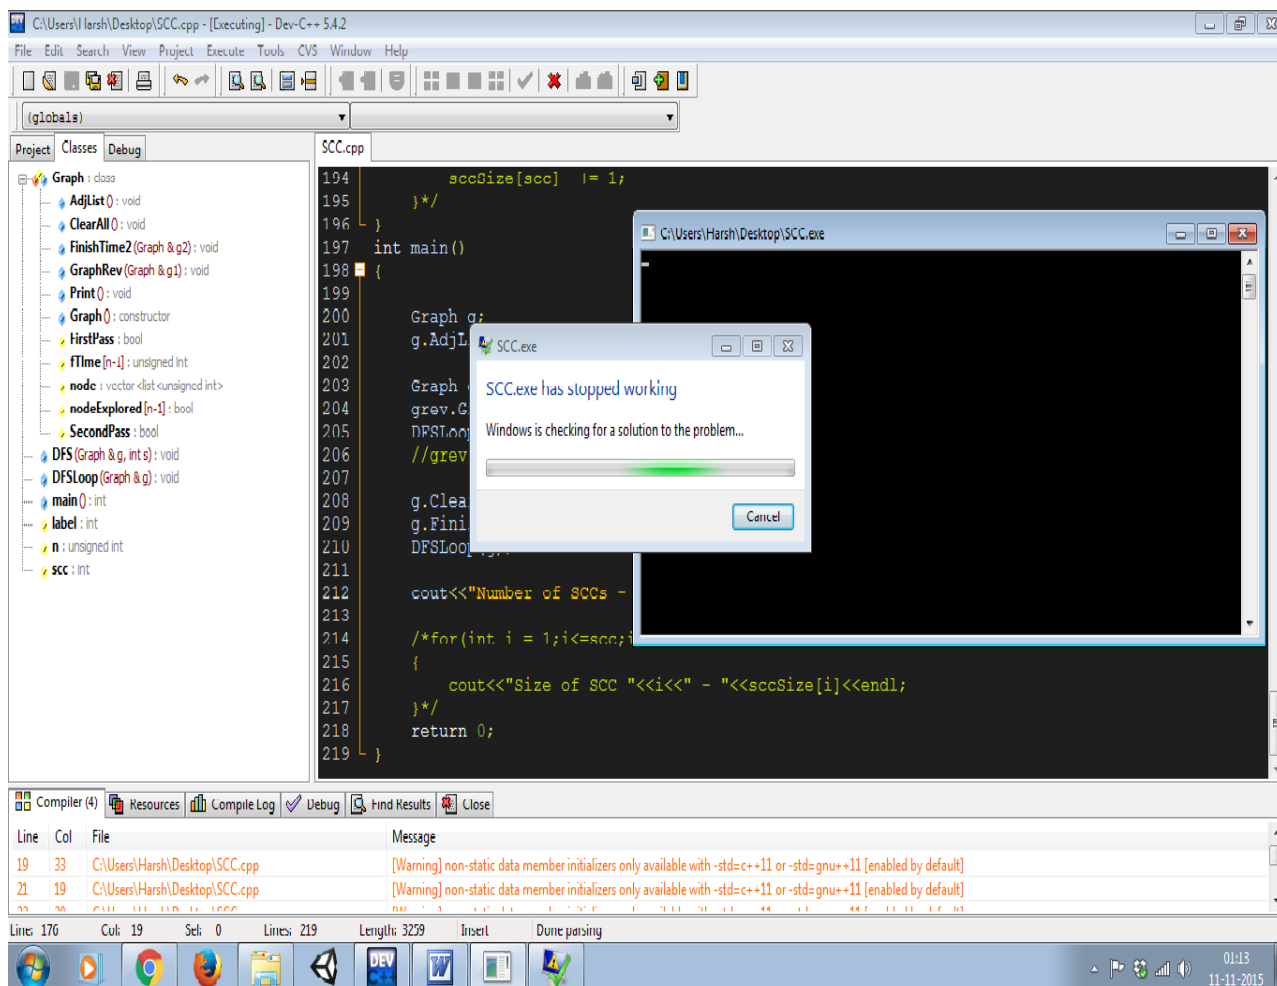 C:\Users\Harsh\Desktop\SCC.cpp - [Executing] - Dev-C++ 5.4.2
File Edit Search View Project Execute Tools CVS Window Help
(globals)
Project Classes Debug
SCC.cpp
Graph : class
AdjList () : void
ClearAll () : void
FinishTime2 (Graph & g2) : void
GraphRev (Graph & g1) : void
Print () : void
Graph () : constructor
FirstPass : bool
fTime [n-1] : unsigned int
node : vector <list <unsigned int>
nodeExplored [n-1] : bool
SecondPass : bool
DFS (Graph & g, int s) : void
DFSLoop (Graph & g) : void
main () : int
label : int
n : unsigned int
scc : int
194 sccSize[scc] += 1;
195 }*/
196 }
197 int main()
198 {
199
200 Graph g;
201 g.AdjL
202
203 Graph
204 grev.G
205 DFSLoop
206 //grev
207
208 g.Clea
209 g.Fini
210 DFSLoop
211
212 cout<<"Number of SCCs -
213
214 /*for(int i = 1;i<=scc;i
215 {
216 cout<<"Size of SCC "<<i<<" - "<<sccSize[i]<<endl;
217 }*/
218 return 0;
219 }
C:\Users\Harsh\Desktop\SCC.exe
SCC.exe
SCC.exe has stopped working
Windows is checking for a solution to the problem...
Cancel
Compiler (4) Resources Compile Log Debug Find Results Close
Line Col File Message
19 33 C:\Users\Harsh\Desktop\SCC.cpp [Warning] non-static data member initializers only available with -std=c++11 or -std=gnu++11 [enabled by default]
21 19 C:\Users\Harsh\Desktop\SCC.cpp [Warning] non-static data member initializers only available with -std=c++11 or -std=gnu++11 [enabled by default]
Line: 176 Col: 19 Sel: 0 Lines: 219 Length: 3259 Insert Done parsing
DEV C++
W
01:13
11-11-2015